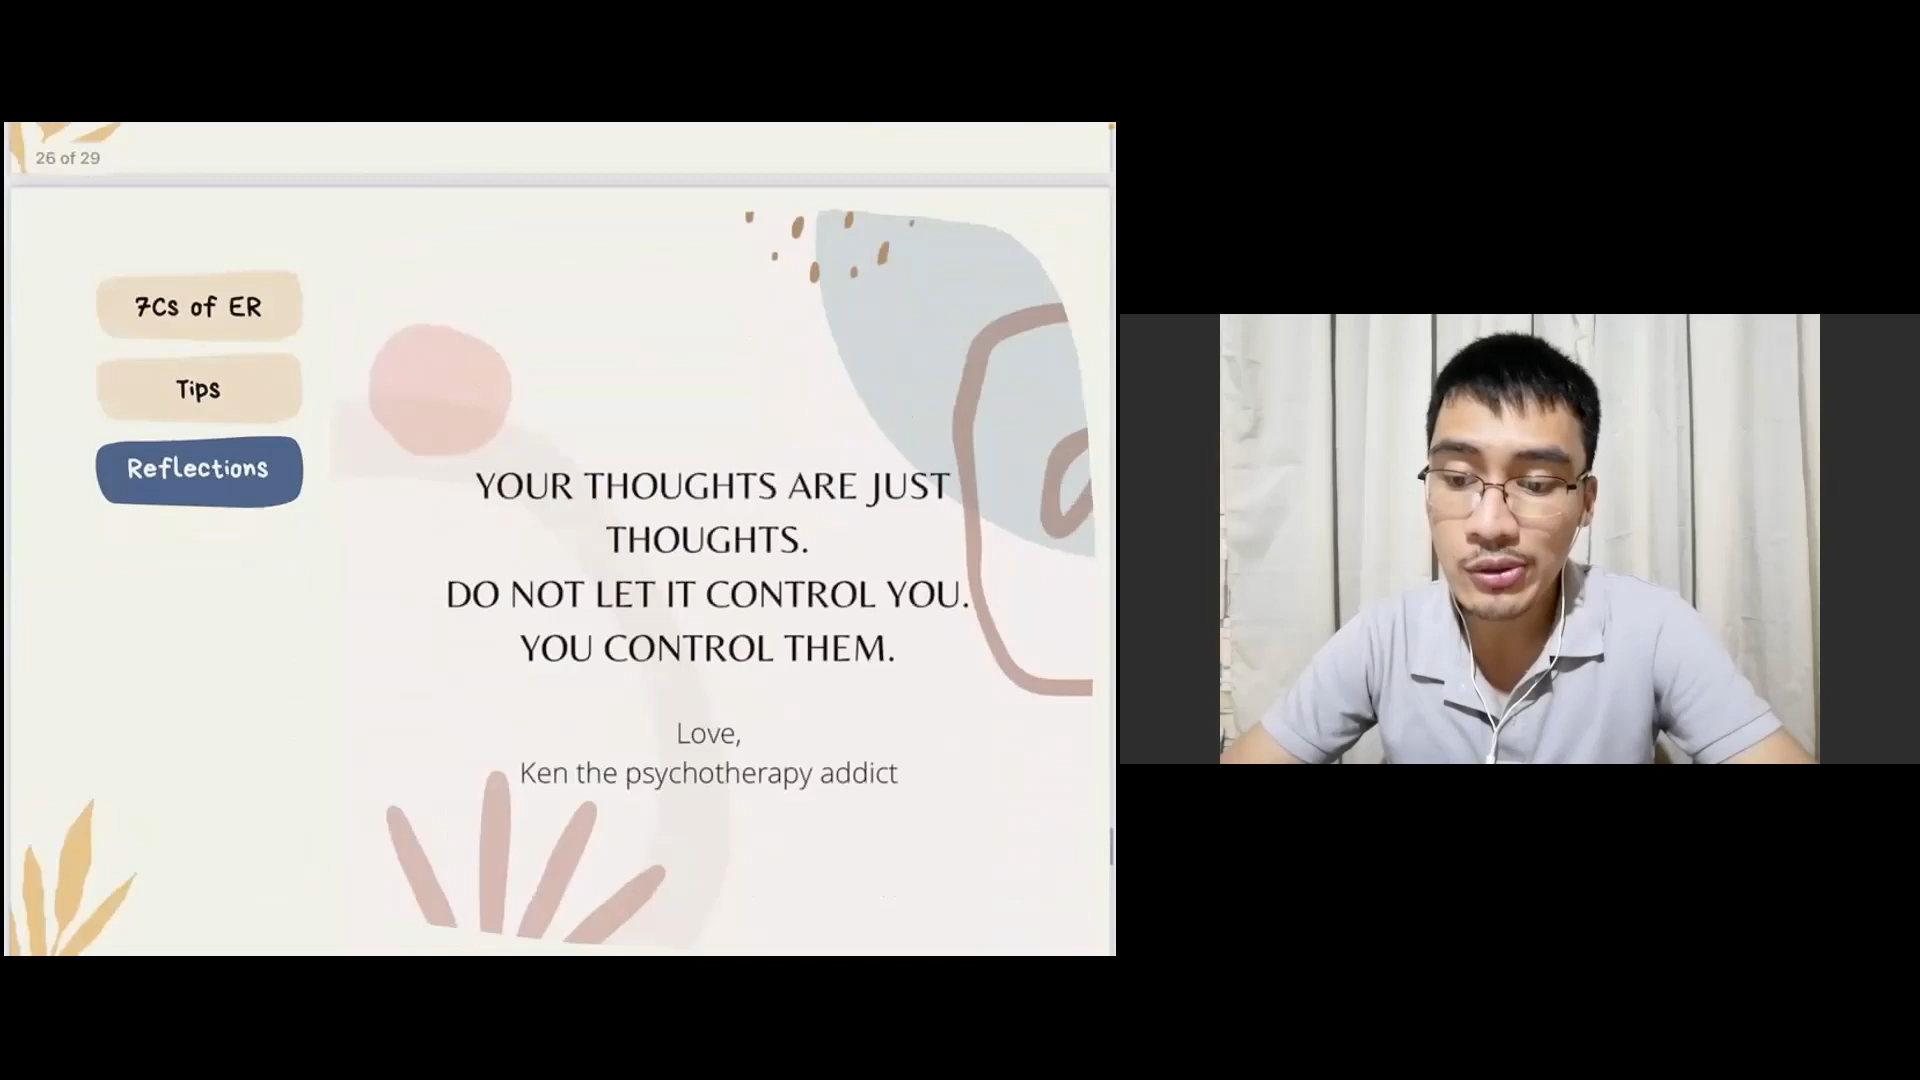 26 of 29
7Cs of ER
Tips
Reflections
YOUR THOUGHTS ARE JUST
THOUGHTS.
DO NOT LET IT CONTROL YOU.
YOU CONTROL THEM.
Love,
Ken the psychotherapy addict